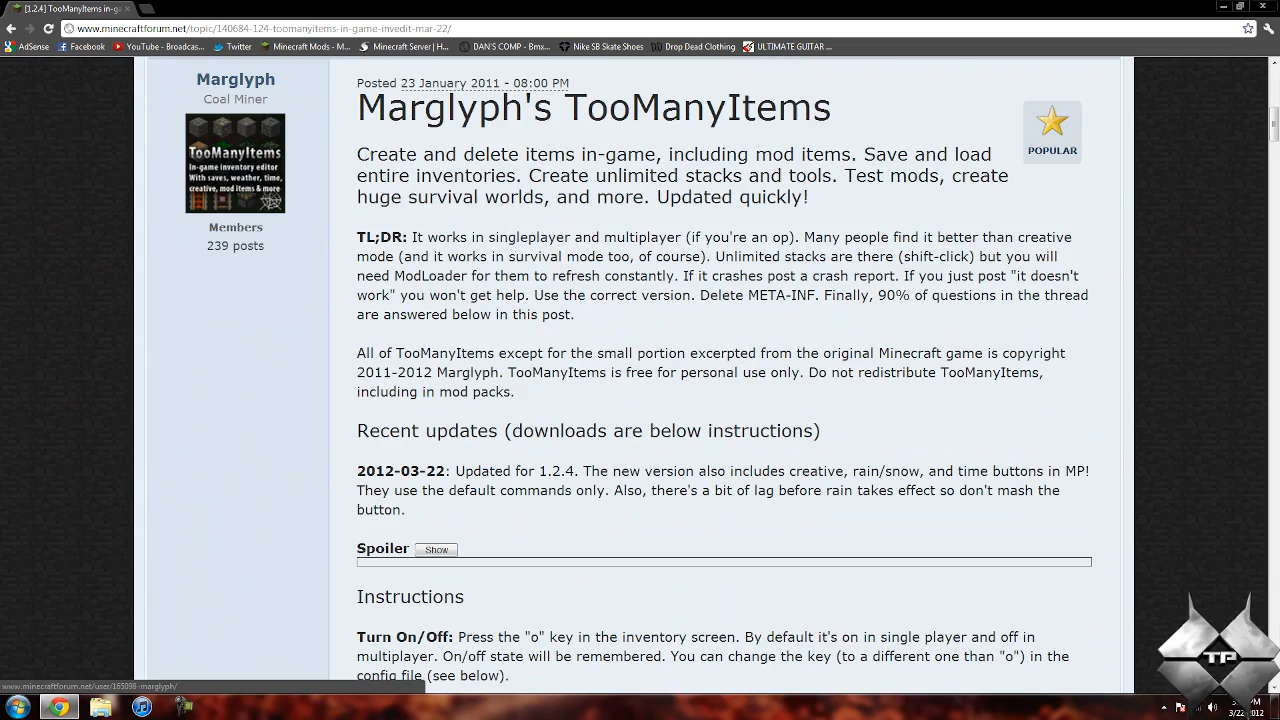 [1.2.4] TooManyItems in-ga
www.minecraftforum.net/topic/140684-124-toomanyitems-in-game-invedit-mar-22/
AdSense
Facebook
YouTube - Broadcas...
Twitter
Minecraft Mods - M...
Minecraft Server | H...
DAN'S COMP - Bmx...
Nike SB Skate Shoes
Drop Dead Clothing
ULTIMATE GUITAR ...
Marglyph
Coal Miner
TooManyItems
In-game inventory editor
With saves, weather, time,
creative, mod items & more
Members
239 posts
Posted 23 January 2011 - 08:00 PM
Marglyph's TooManyItems
POPULAR
Create and delete items in-game, including mod items. Save and load
entire inventories. Create unlimited stacks and tools. Test mods, create
huge survival worlds, and more. Updated quickly!
TL;DR: It works in singleplayer and multiplayer (if you're an op). Many people find it better than creative
mode (and it works in survival mode too, of course). Unlimited stacks are there (shift-click) but you will
need ModLoader for them to refresh constantly. If it crashes post a crash report. If you just post "it doesn't
work" you won't get help. Use the correct version. Delete META-INF. Finally, 90% of questions in the thread
are answered below in this post.
All of TooManyItems except for the small portion excerpted from the original Minecraft game is copyright
2011-2012 Marglyph. TooManyItems is free for personal use only. Do not redistribute TooManyItems,
including in mod packs.
Recent updates (downloads are below instructions)
2012-03-22: Updated for 1.2.4. The new version also includes creative, rain/snow, and time buttons in MP!
They use the default commands only. Also, there's a bit of lag before rain takes effect so don't mash the
button.
Spoiler Show
Instructions
Turn On/Off: Press the "o" key in the inventory screen. By default it's on in single player and off in
multiplayer. On/off state will be remembered. You can change the key (to a different one than "o") in the
config file (see below).
www.minecraftforum.net/user/165098-marglyph/
TP
3/22/2012